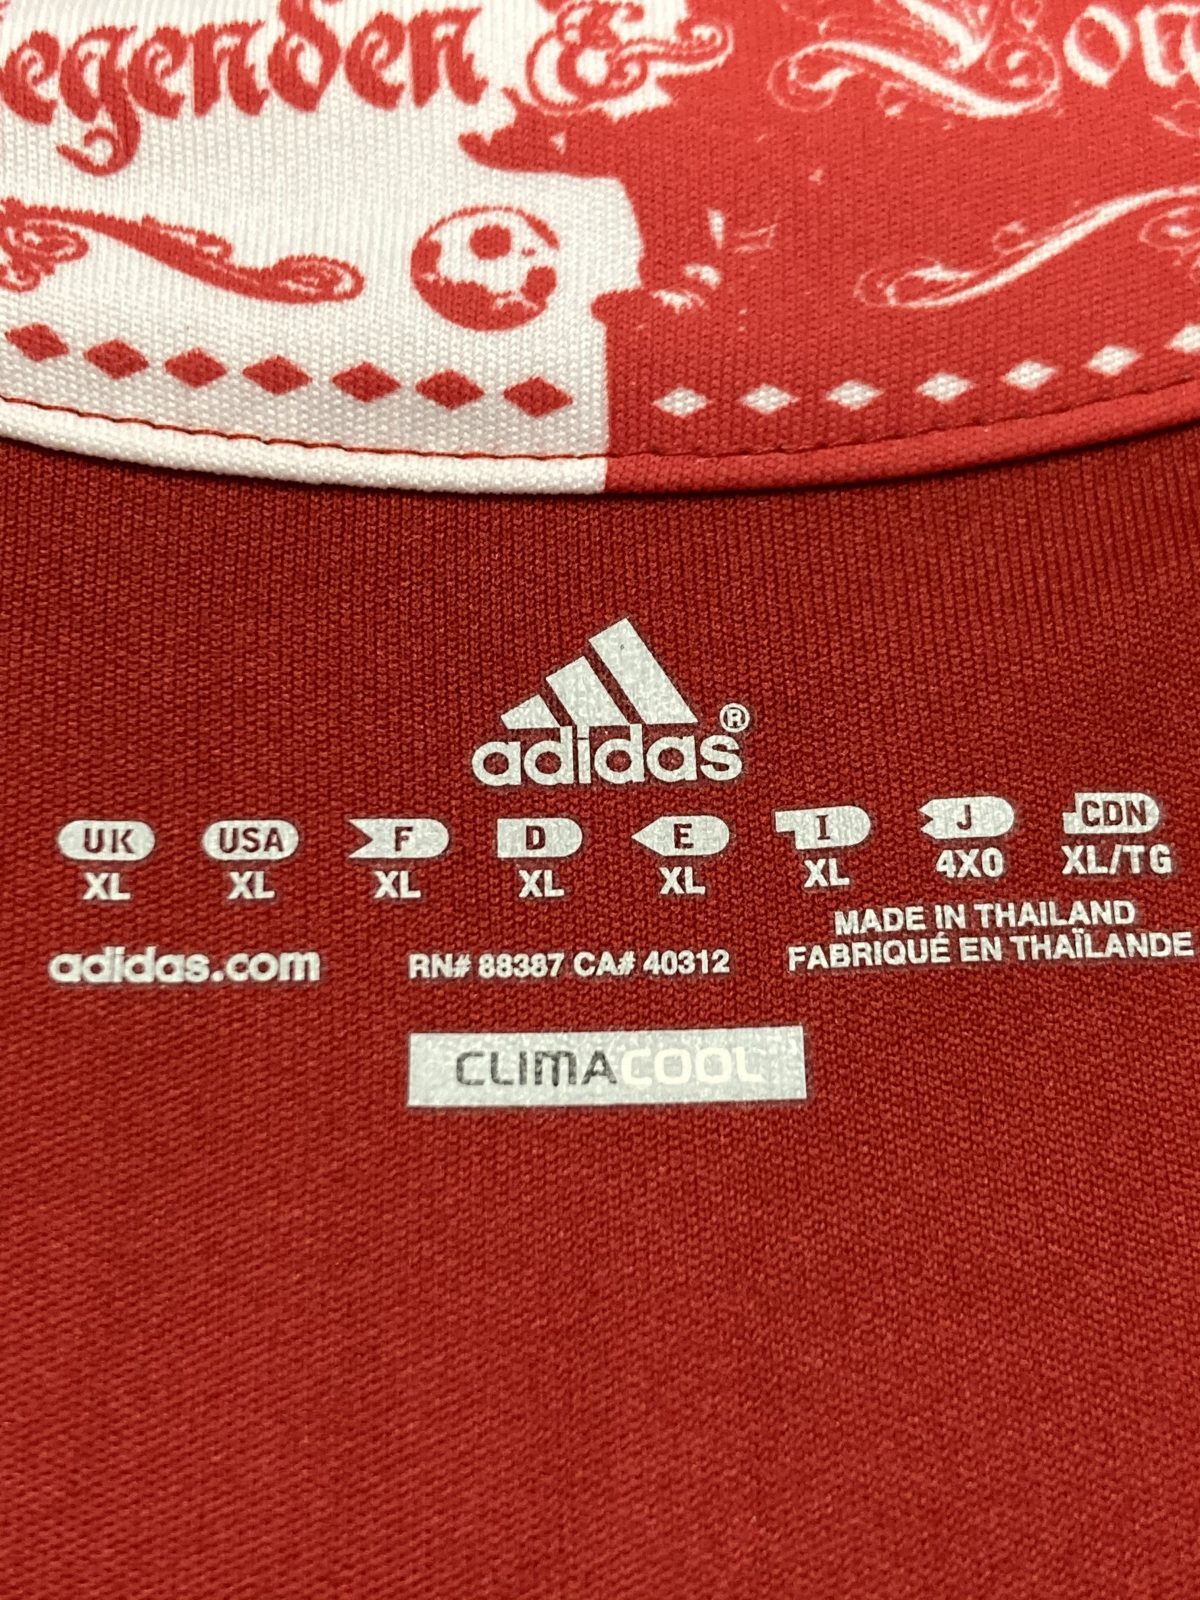 egenden &
adidas®
UK USA F D E I J CDN
XL XL XL XL XL XL 4XO XL/TG
adidas.com RN# 88387 CA# 40312 MADE IN THAILAND
FABRIQUÉ EN THAÏLANDE
CLIMACOOL